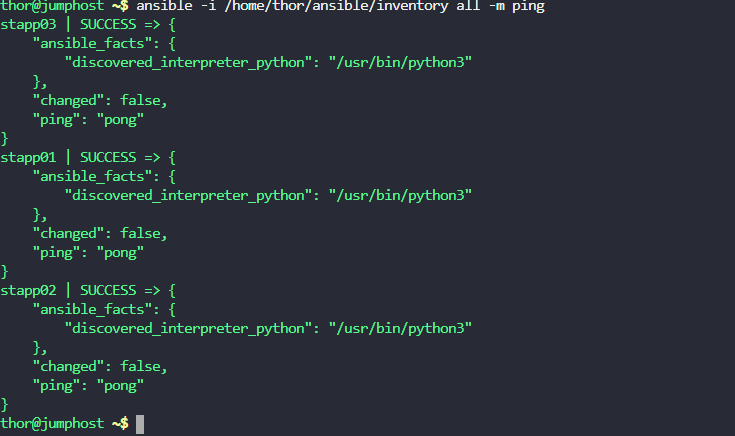 thor@jumphost ~$ ansible -i /home/thor/ansible/inventory all -m ping
stapp03 | SUCCESS => {
    "ansible_facts": {
        "discovered_interpreter_python": "/usr/bin/python3"
    },
    "changed": false,
    "ping": "pong"
}
stapp01 | SUCCESS => {
    "ansible_facts": {
        "discovered_interpreter_python": "/usr/bin/python3"
    },
    "changed": false,
    "ping": "pong"
}
stapp02 | SUCCESS => {
    "ansible_facts": {
        "discovered_interpreter_python": "/usr/bin/python3"
    },
    "changed": false,
    "ping": "pong"
}
thor@jumphost ~$